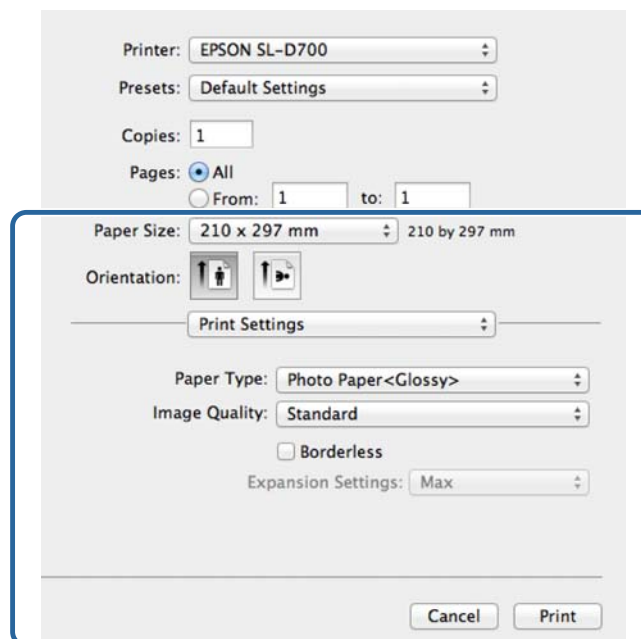 Printer: EPSON SL-D700
Presets: Default Settings
Copies: 1
Pages: All
From: 1 to: 1
Paper Size: 210 x 297 mm 210 by 297 mm
Orientation:
Print Settings
Paper Type: Photo Paper<Glossy>
Image Quality: Standard
Borderless
Expansion Settings: Max
Cancel Print